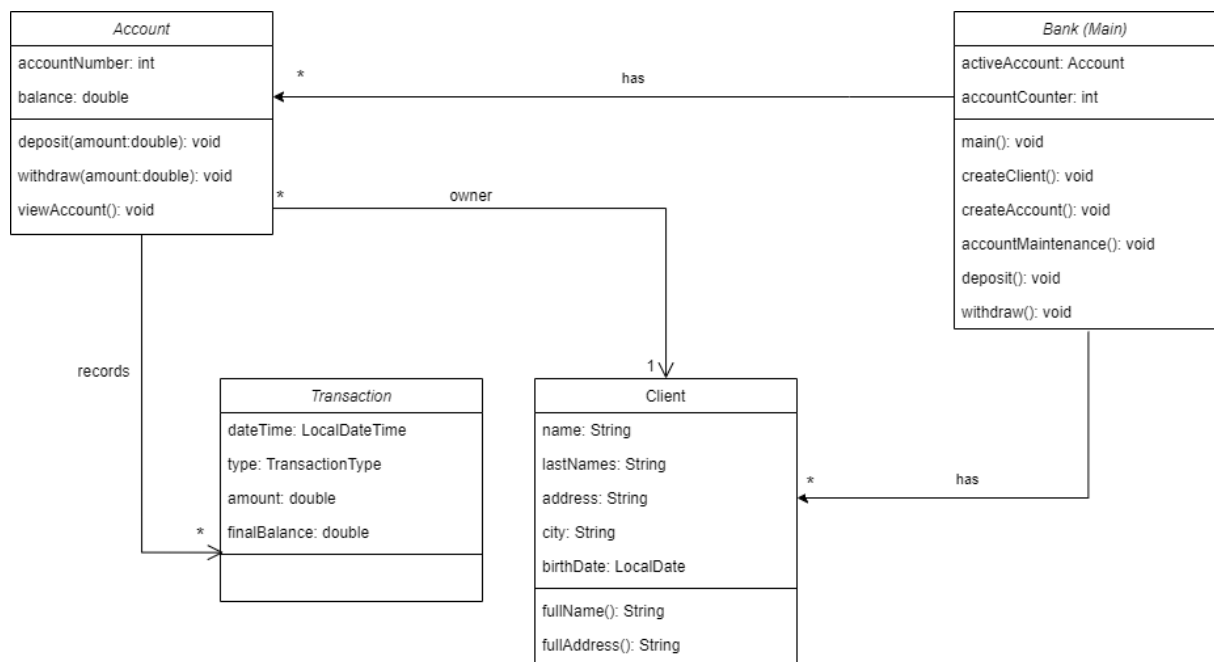 Account
accountNumber: int
balance: double
deposit(amount:double): void
withdraw(amount:double): void
viewAccount(): void
*
has
Bank (Main)
activeAccount: Account
accountCounter: int
main(): void
createClient(): void
createAccount(): void
accountMaintenance(): void
deposit(): void
withdraw(): void
*
owner
1
records
*
Transaction
dateTime: LocalDateTime
type: TransactionType
amount: double
finalBalance: double
Client
name: String
lastNames: String
address: String
city: String
birthDate: LocalDate
fullName(): String
fullAddress(): String
*
has